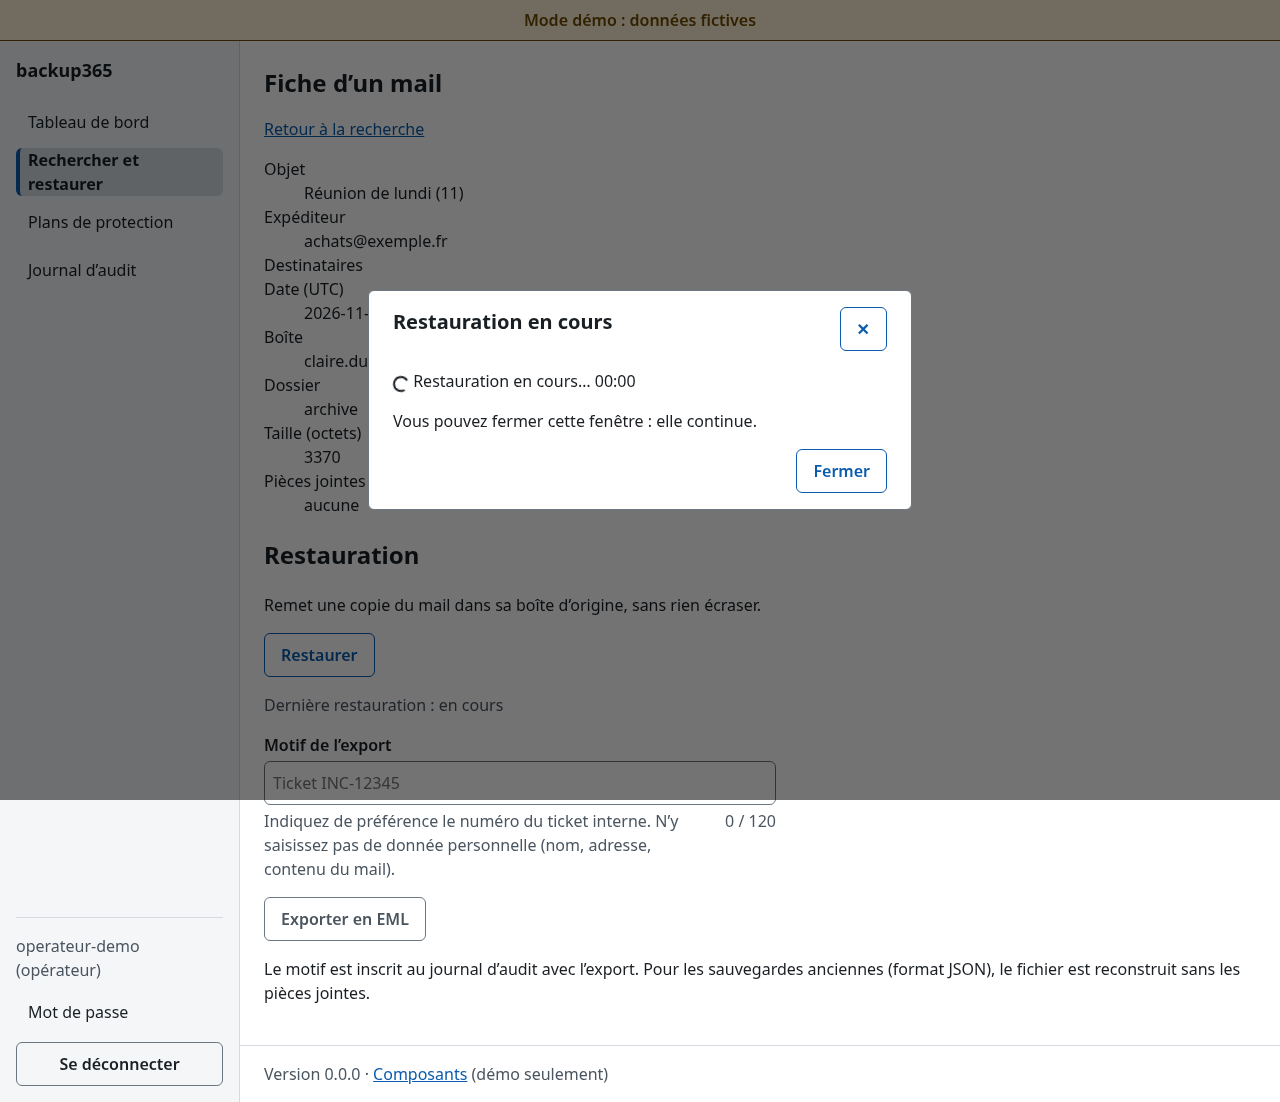 Mode démo : données fictives
backup365
Tableau de bord
Rechercher et
restaurer
Plans de protection
Journal d’audit
operateur-demo
(opérateur)
Mot de passe
Se déconnecter
Fiche d’un mail
Retour à la recherche
Objet
Réunion de lundi (11)
Expéditeur
achats@exemple.fr
Destinataires
Date (UTC)
2026-11-
Boîte
claire.du
Dossier
archive
Taille (octets)
3370
Pièces jointes
aucune
Restauration en cours
×
Restauration en cours… 00:00
Vous pouvez fermer cette fenêtre : elle continue.
Fermer
Restauration
Remet une copie du mail dans sa boîte d’origine, sans rien écraser.
Restaurer
Dernière restauration : en cours
Motif de l’export
Ticket INC-12345
Indiquez de préférence le numéro du ticket interne. N’y 0 / 120
saisissez pas de donnée personnelle (nom, adresse,
contenu du mail).
Exporter en EML
Le motif est inscrit au journal d’audit avec l’export. Pour les sauvegardes anciennes (format JSON), le fichier est reconstruit sans les
pièces jointes.
Version 0.0.0 · Composants (démo seulement)